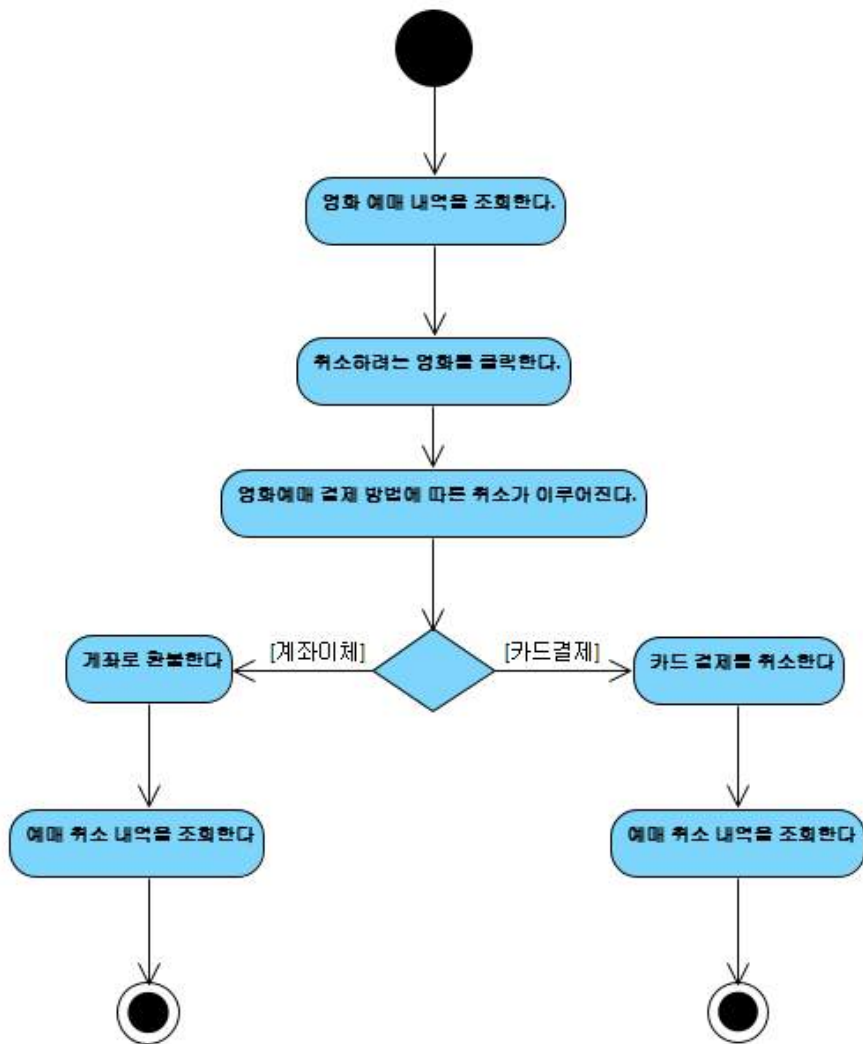 영화 예매 내역을 조회한다.
취소하려는 영화를 클릭한다.
영화예매 결제 방법에 따른 취소가 이루어진다.
[계좌이체]
[카드결제]
계좌로 환불한다
카드 결제를 취소한다
예매 취소 내역을 조회한다
예매 취소 내역을 조회한다